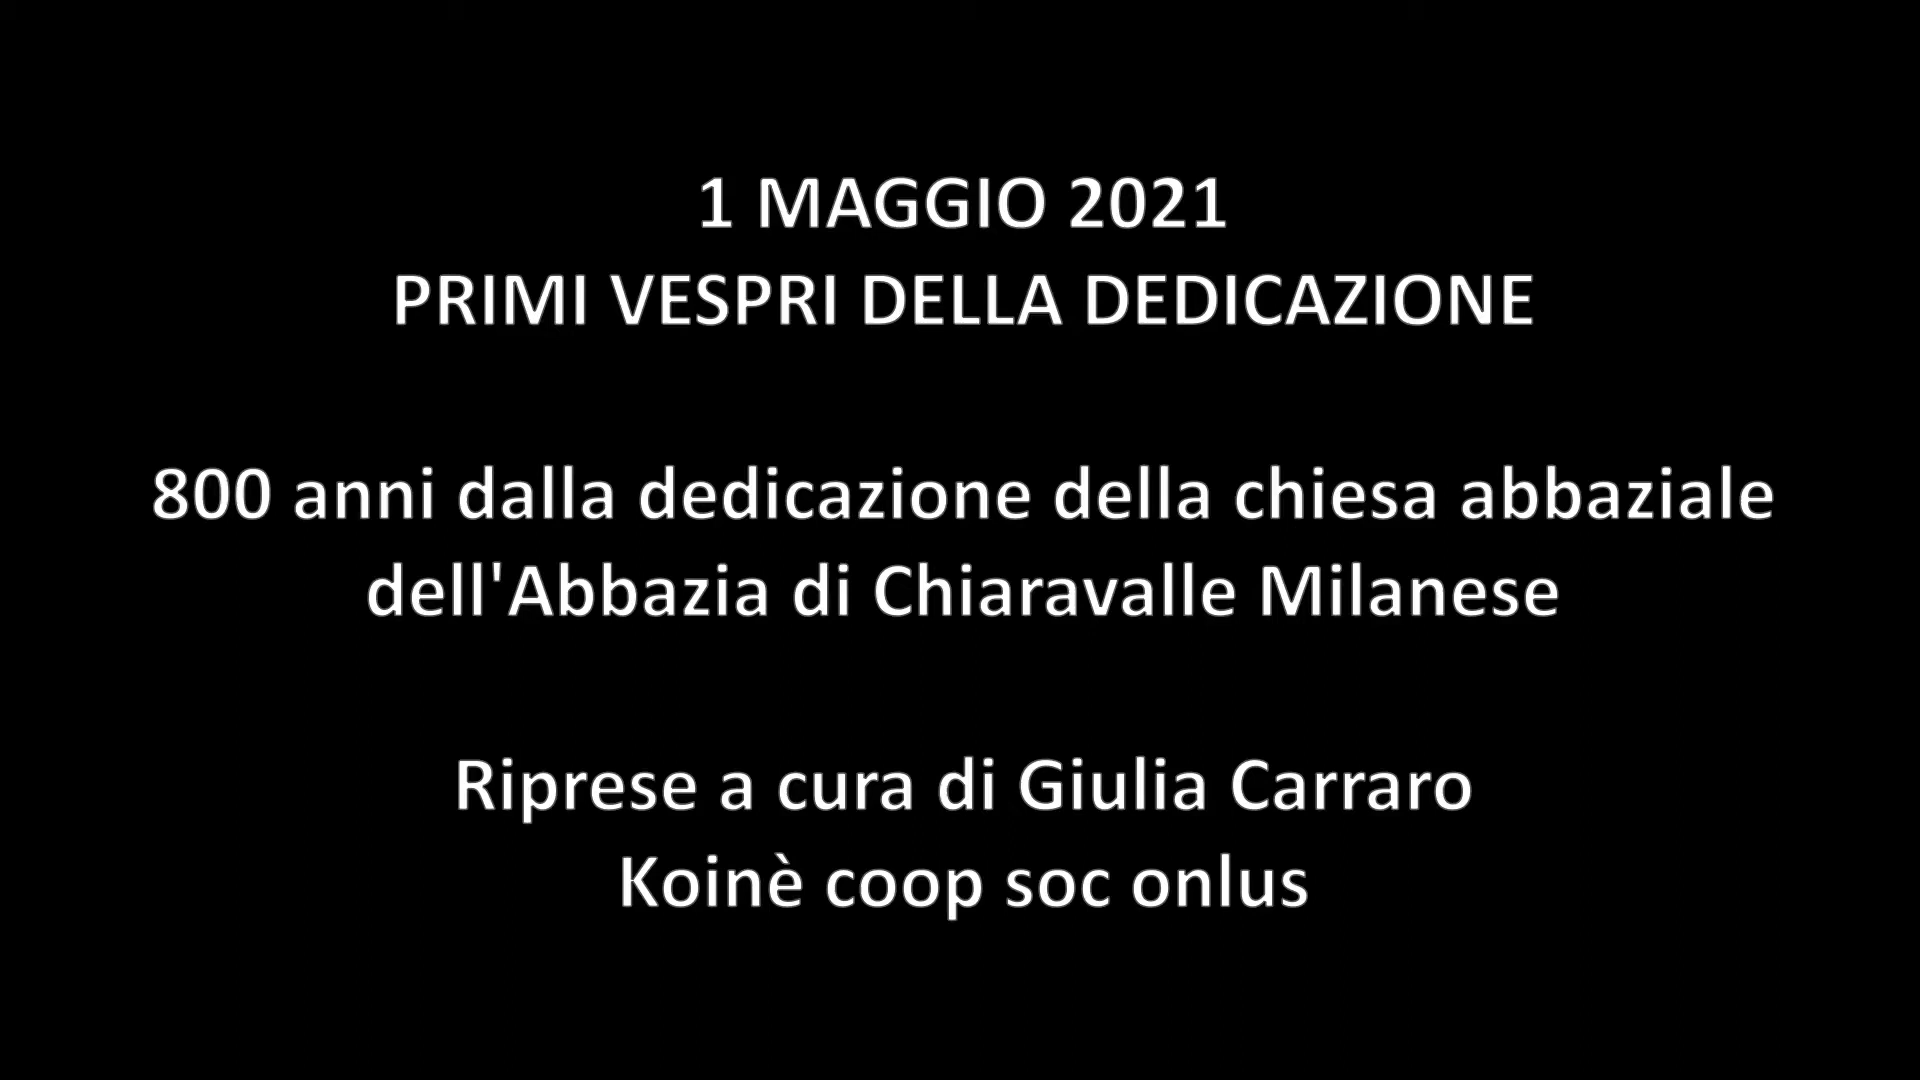 1 MAGGIO 2021
PRIMI VESPRI DELLA DEDICAZIONE
800 anni dalla dedicazione della chiesa abbaziale
dell'Abbazia di Chiaravalle Milanese
Riprese a cura di Giulia Carraro
Koinè coop soc onlus